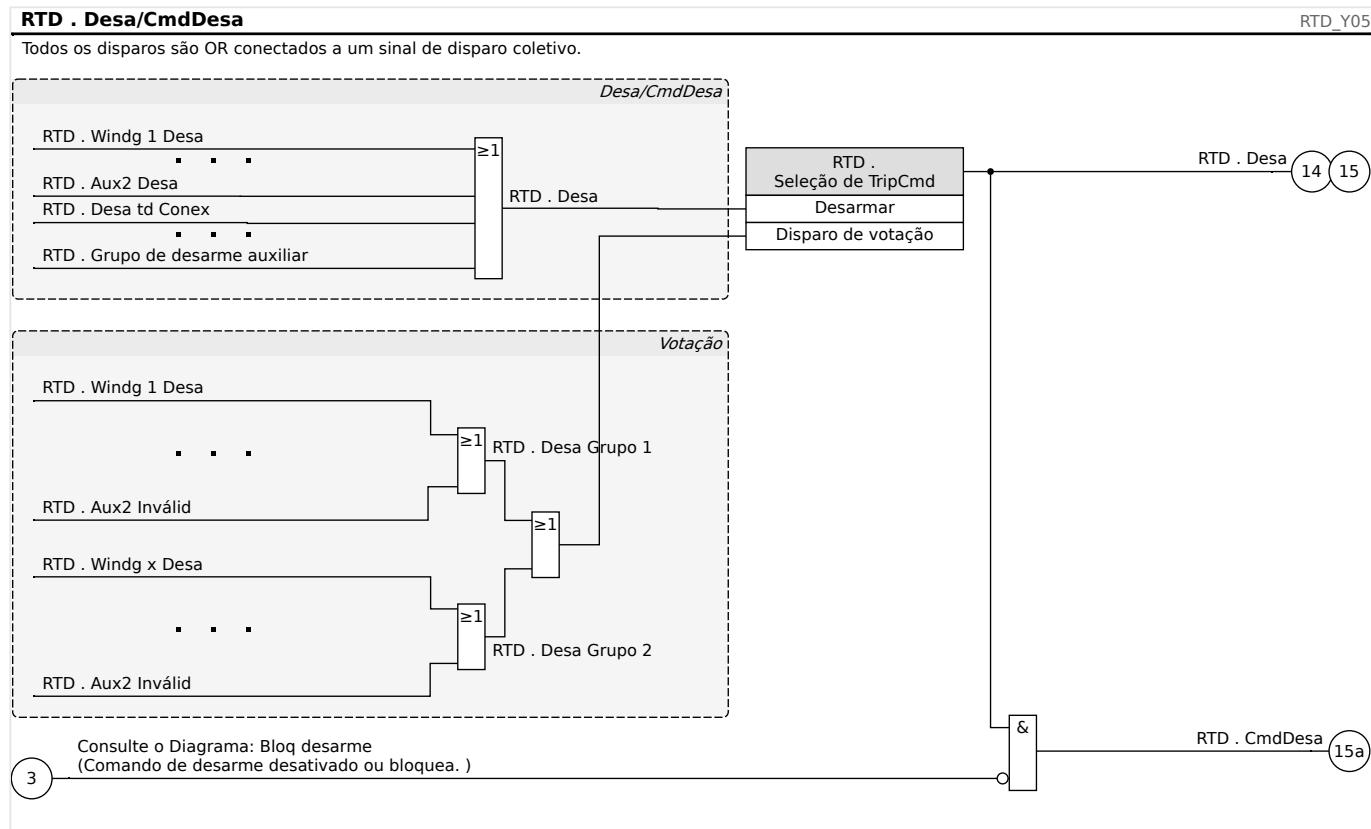 RTD . Desa/CmdDesa
RTD_Y05
Todos os disparos são OR conectados a um sinal de disparo coletivo.
Desa/CmdDesa
RTD . Windg 1 Desa
≥1
RTD . Aux2 Desa
RTD . Desa td Conex
RTD . Grupo de desarme auxiliar
RTD . Desa
RTD .
Seleção de TripCmd
Desarmar
Disparo de votação
RTD . Desa
14
15
Votação
RTD . Windg 1 Desa
≥1
RTD . Desa Grupo 1
RTD . Aux2 Inválid
≥1
RTD . Windg x Desa
≥1
RTD . Desa Grupo 2
RTD . Aux2 Inválid
&
RTD . CmdDesa
15a
Consulte o Diagrama: Bloq desarme
(Comando de desarme desativado ou bloquea. )
3